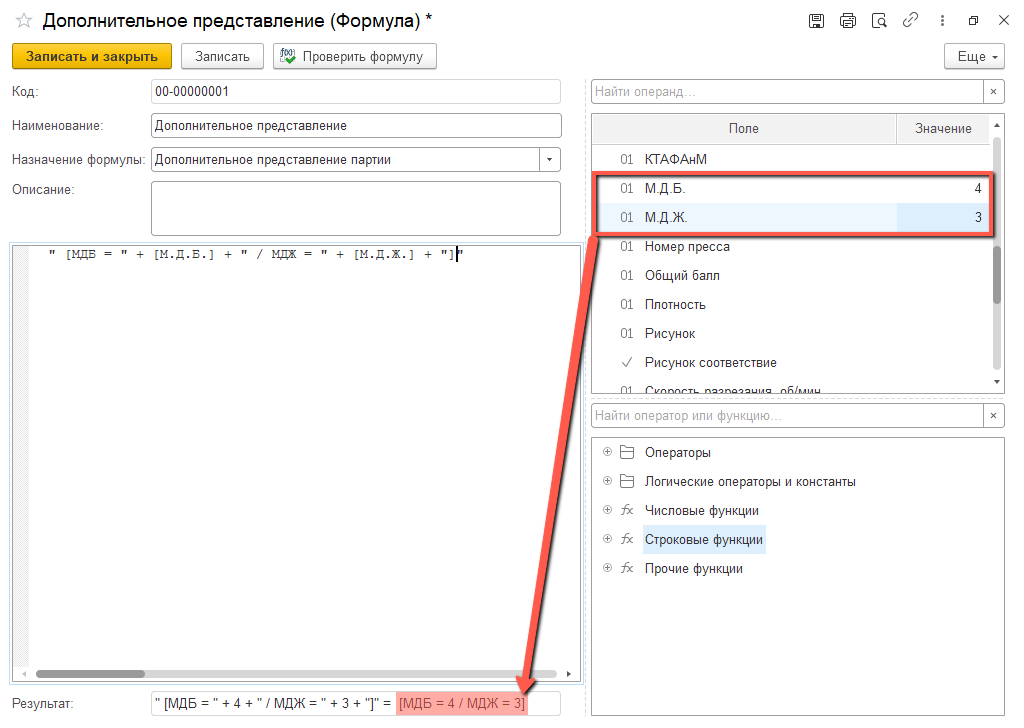 Дополнительное представление (Формула) *
Записать и закрыть
Записать
Проверить формулу
Еще
Код:
00-00000001
Наименование:
Дополнительное представление
Назначение формулы:
Дополнительное представление партии
Описание:
" [МДБ = " + [М.Д.Б.] + " / МДЖ = " + [М.Д.Ж.] + "]"
Результат:
" [МДБ = " + 4 + " / МДЖ = " + 3 + "]" = [МДБ = 4 / МДЖ = 3]
Найти операнд...
Поле Значение
01 КТАФАнМ
01 М.Д.Б. 4
01 М.Д.Ж. 3
01 Номер пресса
01 Общий балл
01 Плотность
01 Рисунок
Рисунок соответствие
01 Скорость разрезания, об/мин
Найти оператор или функцию...
Операторы
Логические операторы и константы
fx Числовые функции
fx Строковые функции
fx Прочие функции